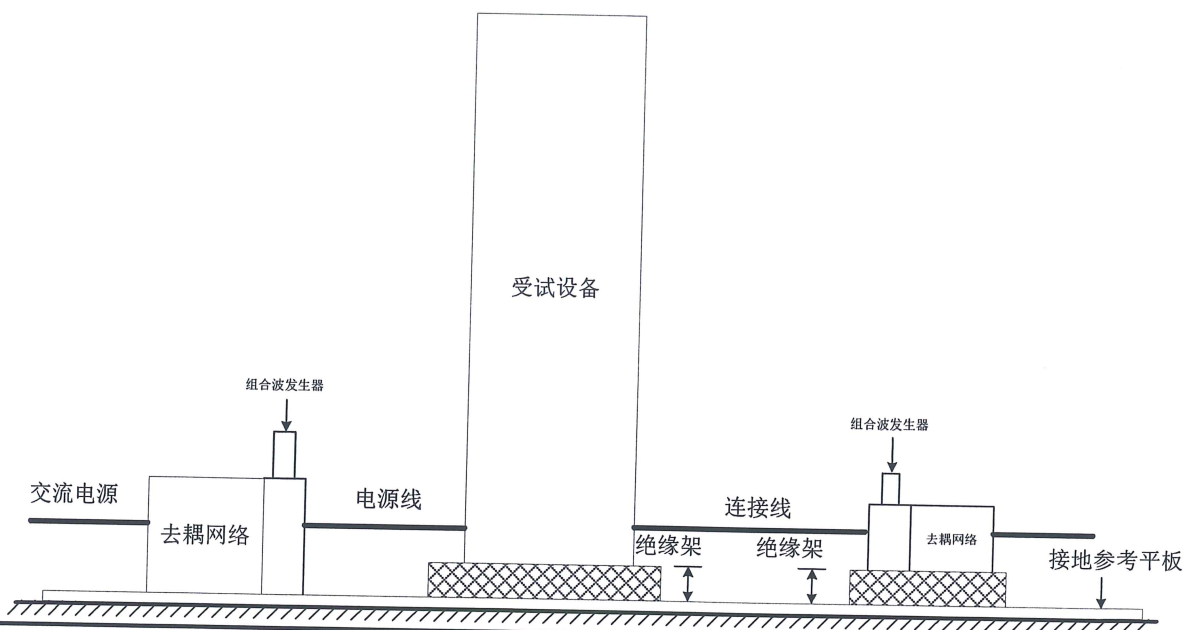 受试设备
组合波发生器
组合波发生器
交流电源
电源线
连接线
去耦网络
去耦网络
绝缘架
绝缘架
接地参考平板